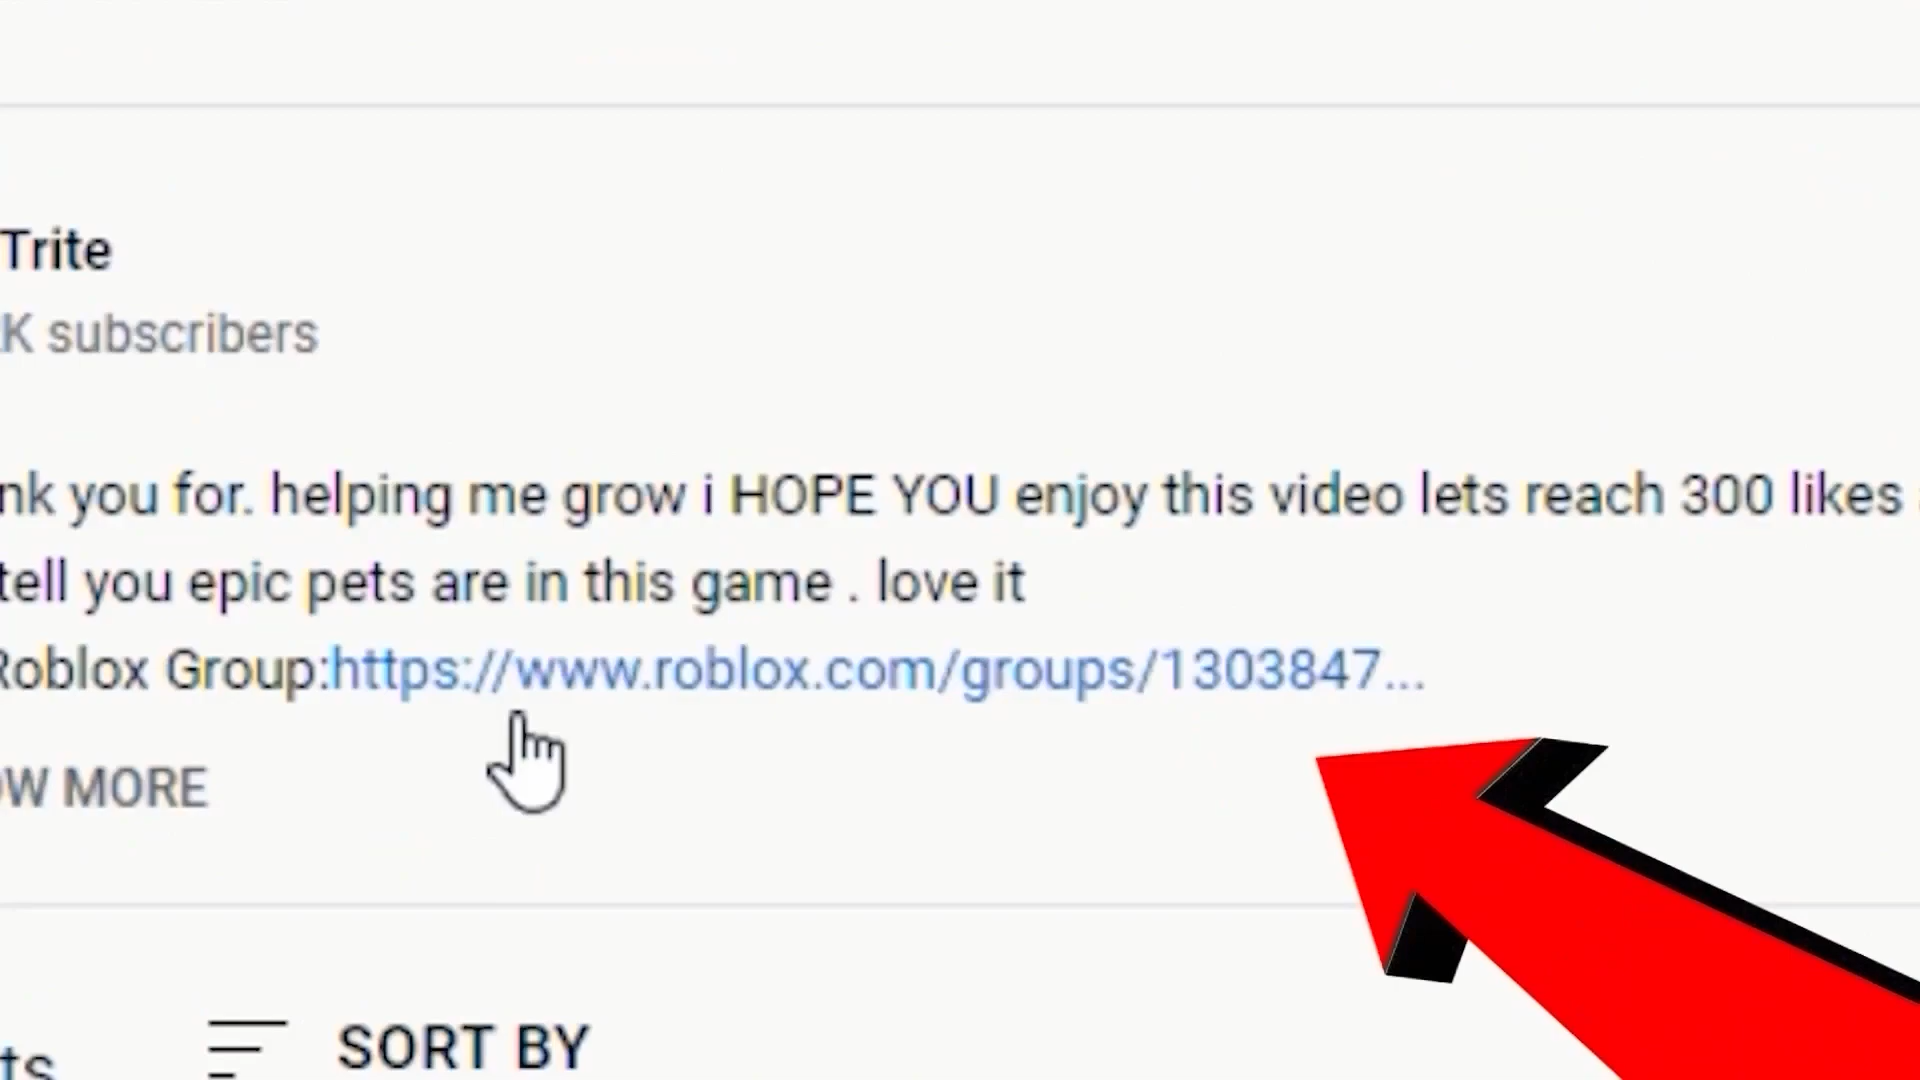 Trite
K subscribers
nk you for. helping me grow i HOPE YOU enjoy this video lets reach 300 likes
tell you epic pets are in this game . love it
Roblox Group:https://www.roblox.com/groups/1303847...
OW MORE
ts
SORT BY